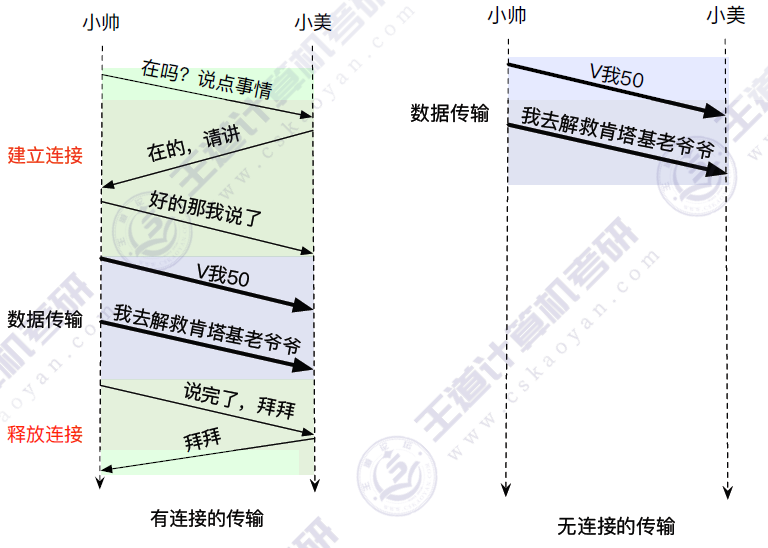 小帅
小美
在吗？说点事情
在的，请讲
建立连接
好的那我说了
V我50
数据传输
我去解救肯塔基老爷爷
说完了，拜拜
释放连接
拜拜
有连接的传输
小帅
小美
V我50
数据传输
我去解救肯塔基老爷爷
无连接的传输
王道计算机考研
www.cskaoyan.com